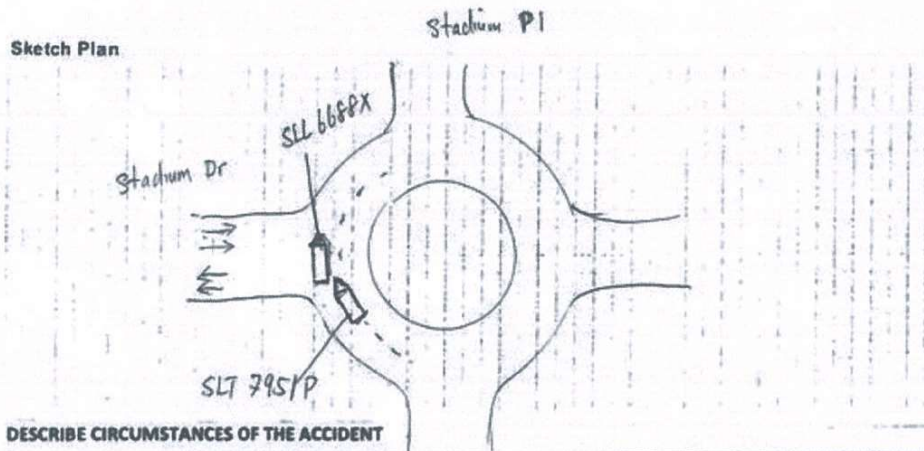 Stadium Pl
Sketch Plan
SLL 6688X
Stadium Dr
SLT 7951P
DESCRIBE CIRCUMSTANCES OF THE ACCIDENT